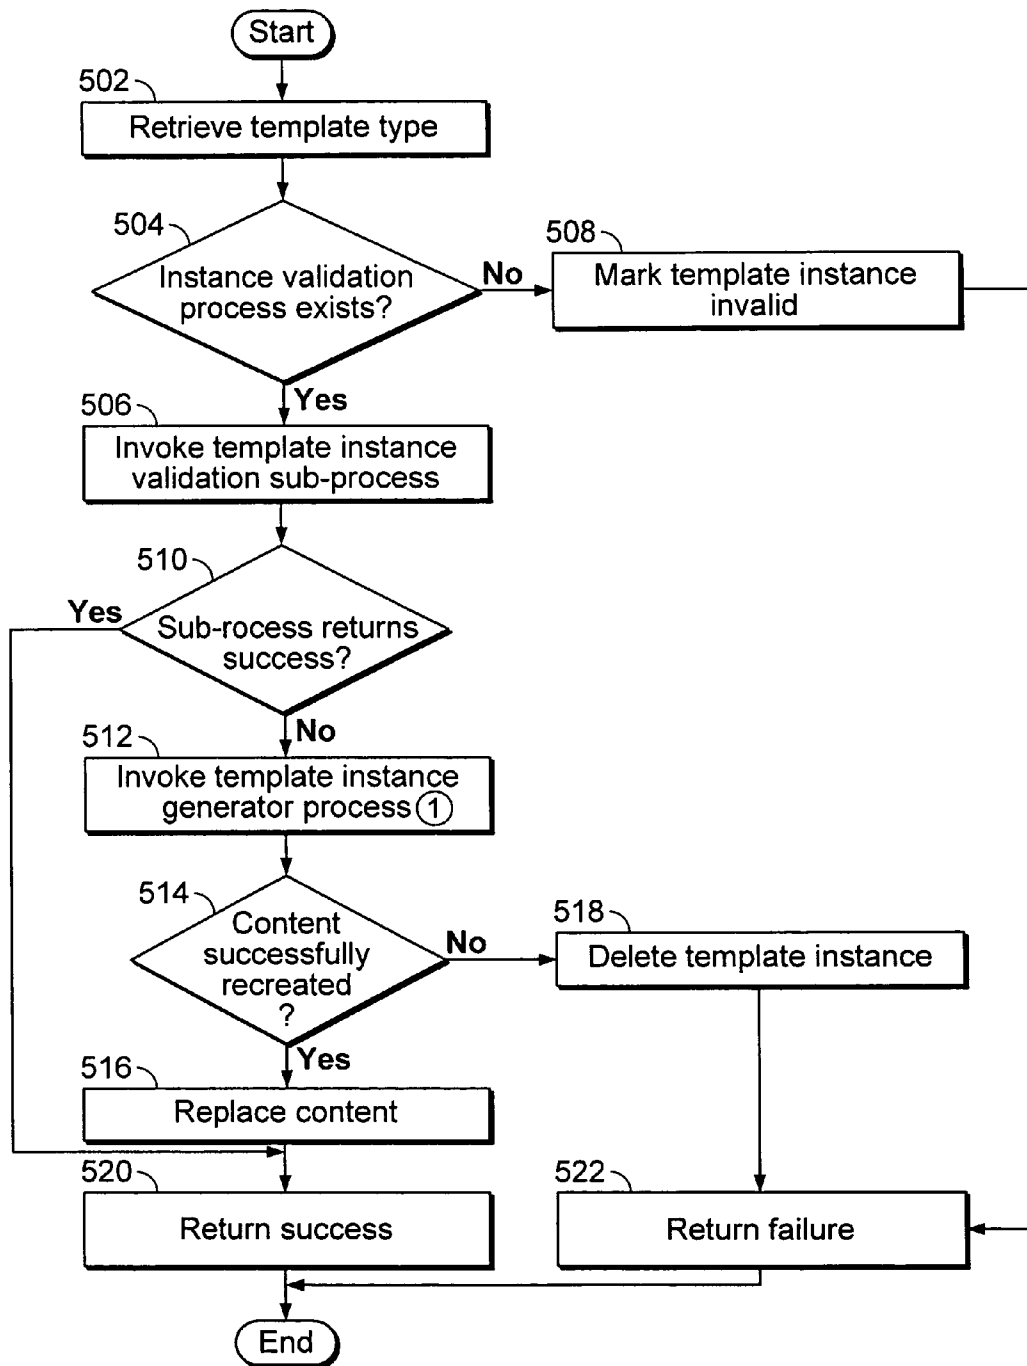 Start
502
Retrieve template type
504
Instance validation
process exists?
No
508
Mark template instance
invalid
Yes
506
Invoke template instance
validation sub-process
510
Yes
Sub-rocess returns
success?
No
512
Invoke template instance
generator process 1
514
Content
successfully
recreated
?
No
518
Delete template instance
Yes
516
Replace content
520
Return success
522
Return failure
End